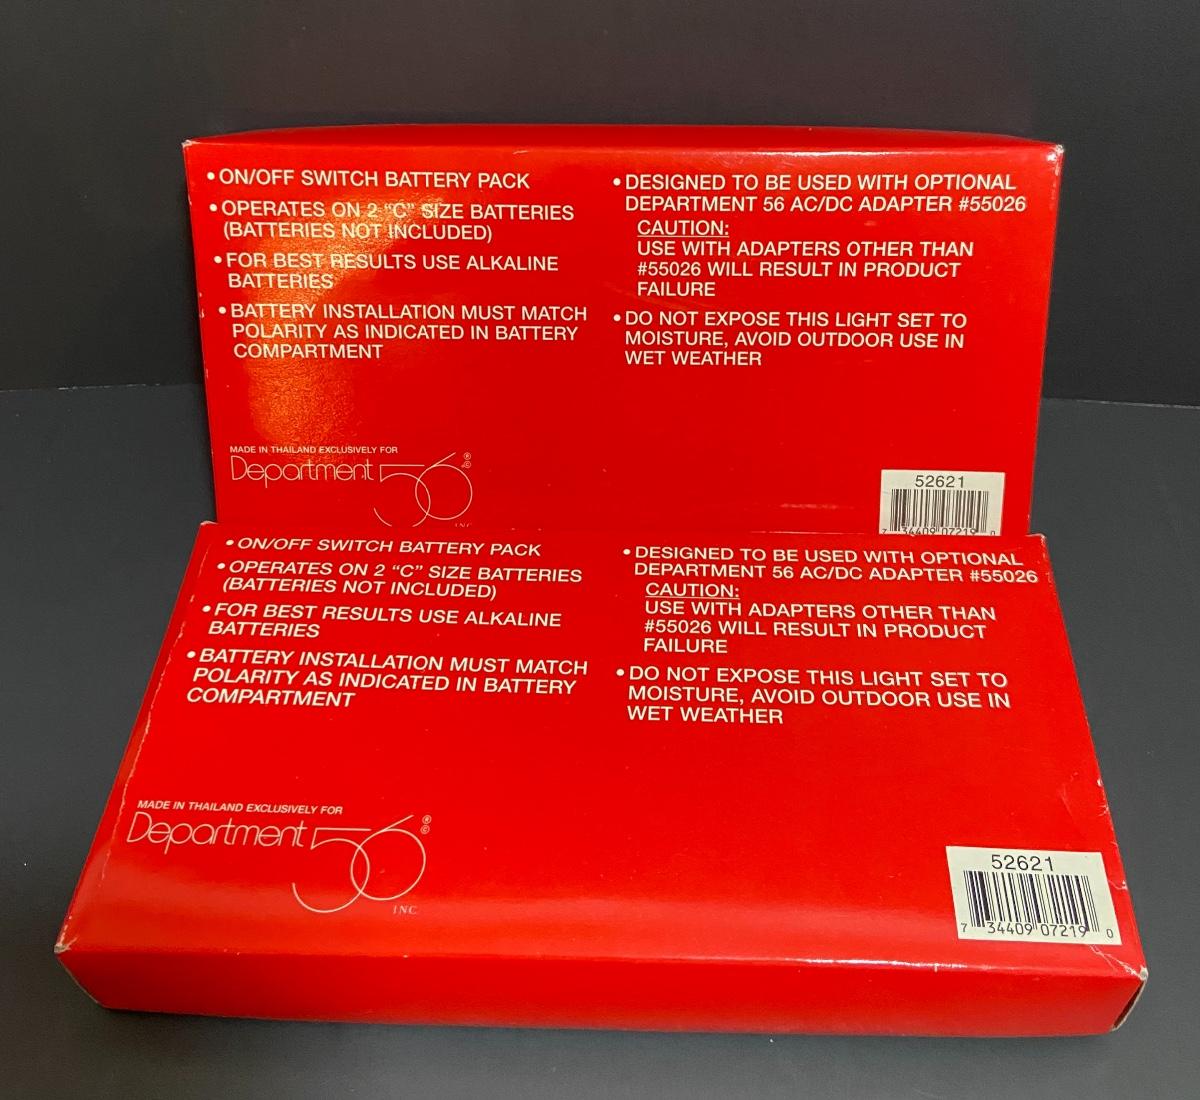 • ON/OFF SWITCH BATTERY PACK
• OPERATES ON 2 “C” SIZE BATTERIES
(BATTERIES NOT INCLUDED)
• FOR BEST RESULTS USE ALKALINE
BATTERIES
• BATTERY INSTALLATION MUST MATCH
POLARITY AS INDICATED IN BATTERY
COMPARTMENT
• DESIGNED TO BE USED WITH OPTIONAL
DEPARTMENT 56 AC/DC ADAPTER #55026
CAUTION:
USE WITH ADAPTERS OTHER THAN
#55026 WILL RESULT IN PRODUCT
FAILURE
• DO NOT EXPOSE THIS LIGHT SET TO
MOISTURE, AVOID OUTDOOR USE IN
WET WEATHER
MADE IN THAILAND EXCLUSIVELY FOR
Department 56 ® ©
INC
52621
7 34409 07219 0
• ON/OFF SWITCH BATTERY PACK
• OPERATES ON 2 “C” SIZE BATTERIES
(BATTERIES NOT INCLUDED)
• FOR BEST RESULTS USE ALKALINE
BATTERIES
• BATTERY INSTALLATION MUST MATCH
POLARITY AS INDICATED IN BATTERY
COMPARTMENT
• DESIGNED TO BE USED WITH OPTIONAL
DEPARTMENT 56 AC/DC ADAPTER #55026
CAUTION:
USE WITH ADAPTERS OTHER THAN
#55026 WILL RESULT IN PRODUCT
FAILURE
• DO NOT EXPOSE THIS LIGHT SET TO
MOISTURE, AVOID OUTDOOR USE IN
WET WEATHER
MADE IN THAILAND EXCLUSIVELY FOR
Department 56 ® ©
INC
52621
7 34409 07219 0